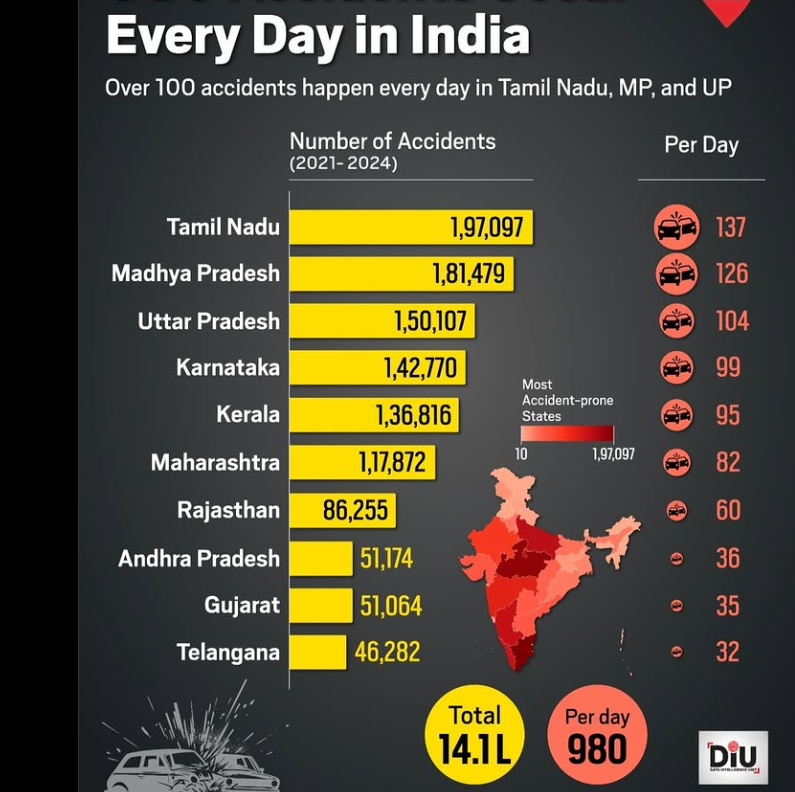 Every Day in India
Over 100 accidents happen every day in Tamil Nadu, MP, and UP
Number of Accidents
(2021- 2024)
Per Day
Tamil Nadu 1,97,097 137
Madhya Pradesh 1,81,479 126
Uttar Pradesh 1,50,107 104
Karnataka 1,42,770 99
Kerala 1,36,816 95
Maharashtra 1,17,872 82
Rajasthan 86,255 60
Andhra Pradesh 51,174 36
Gujarat 51,064 35
Telangana 46,282 32
Most
Accident-prone
States
10 1,97,097
Total
14.1L
Per day
980
DiU